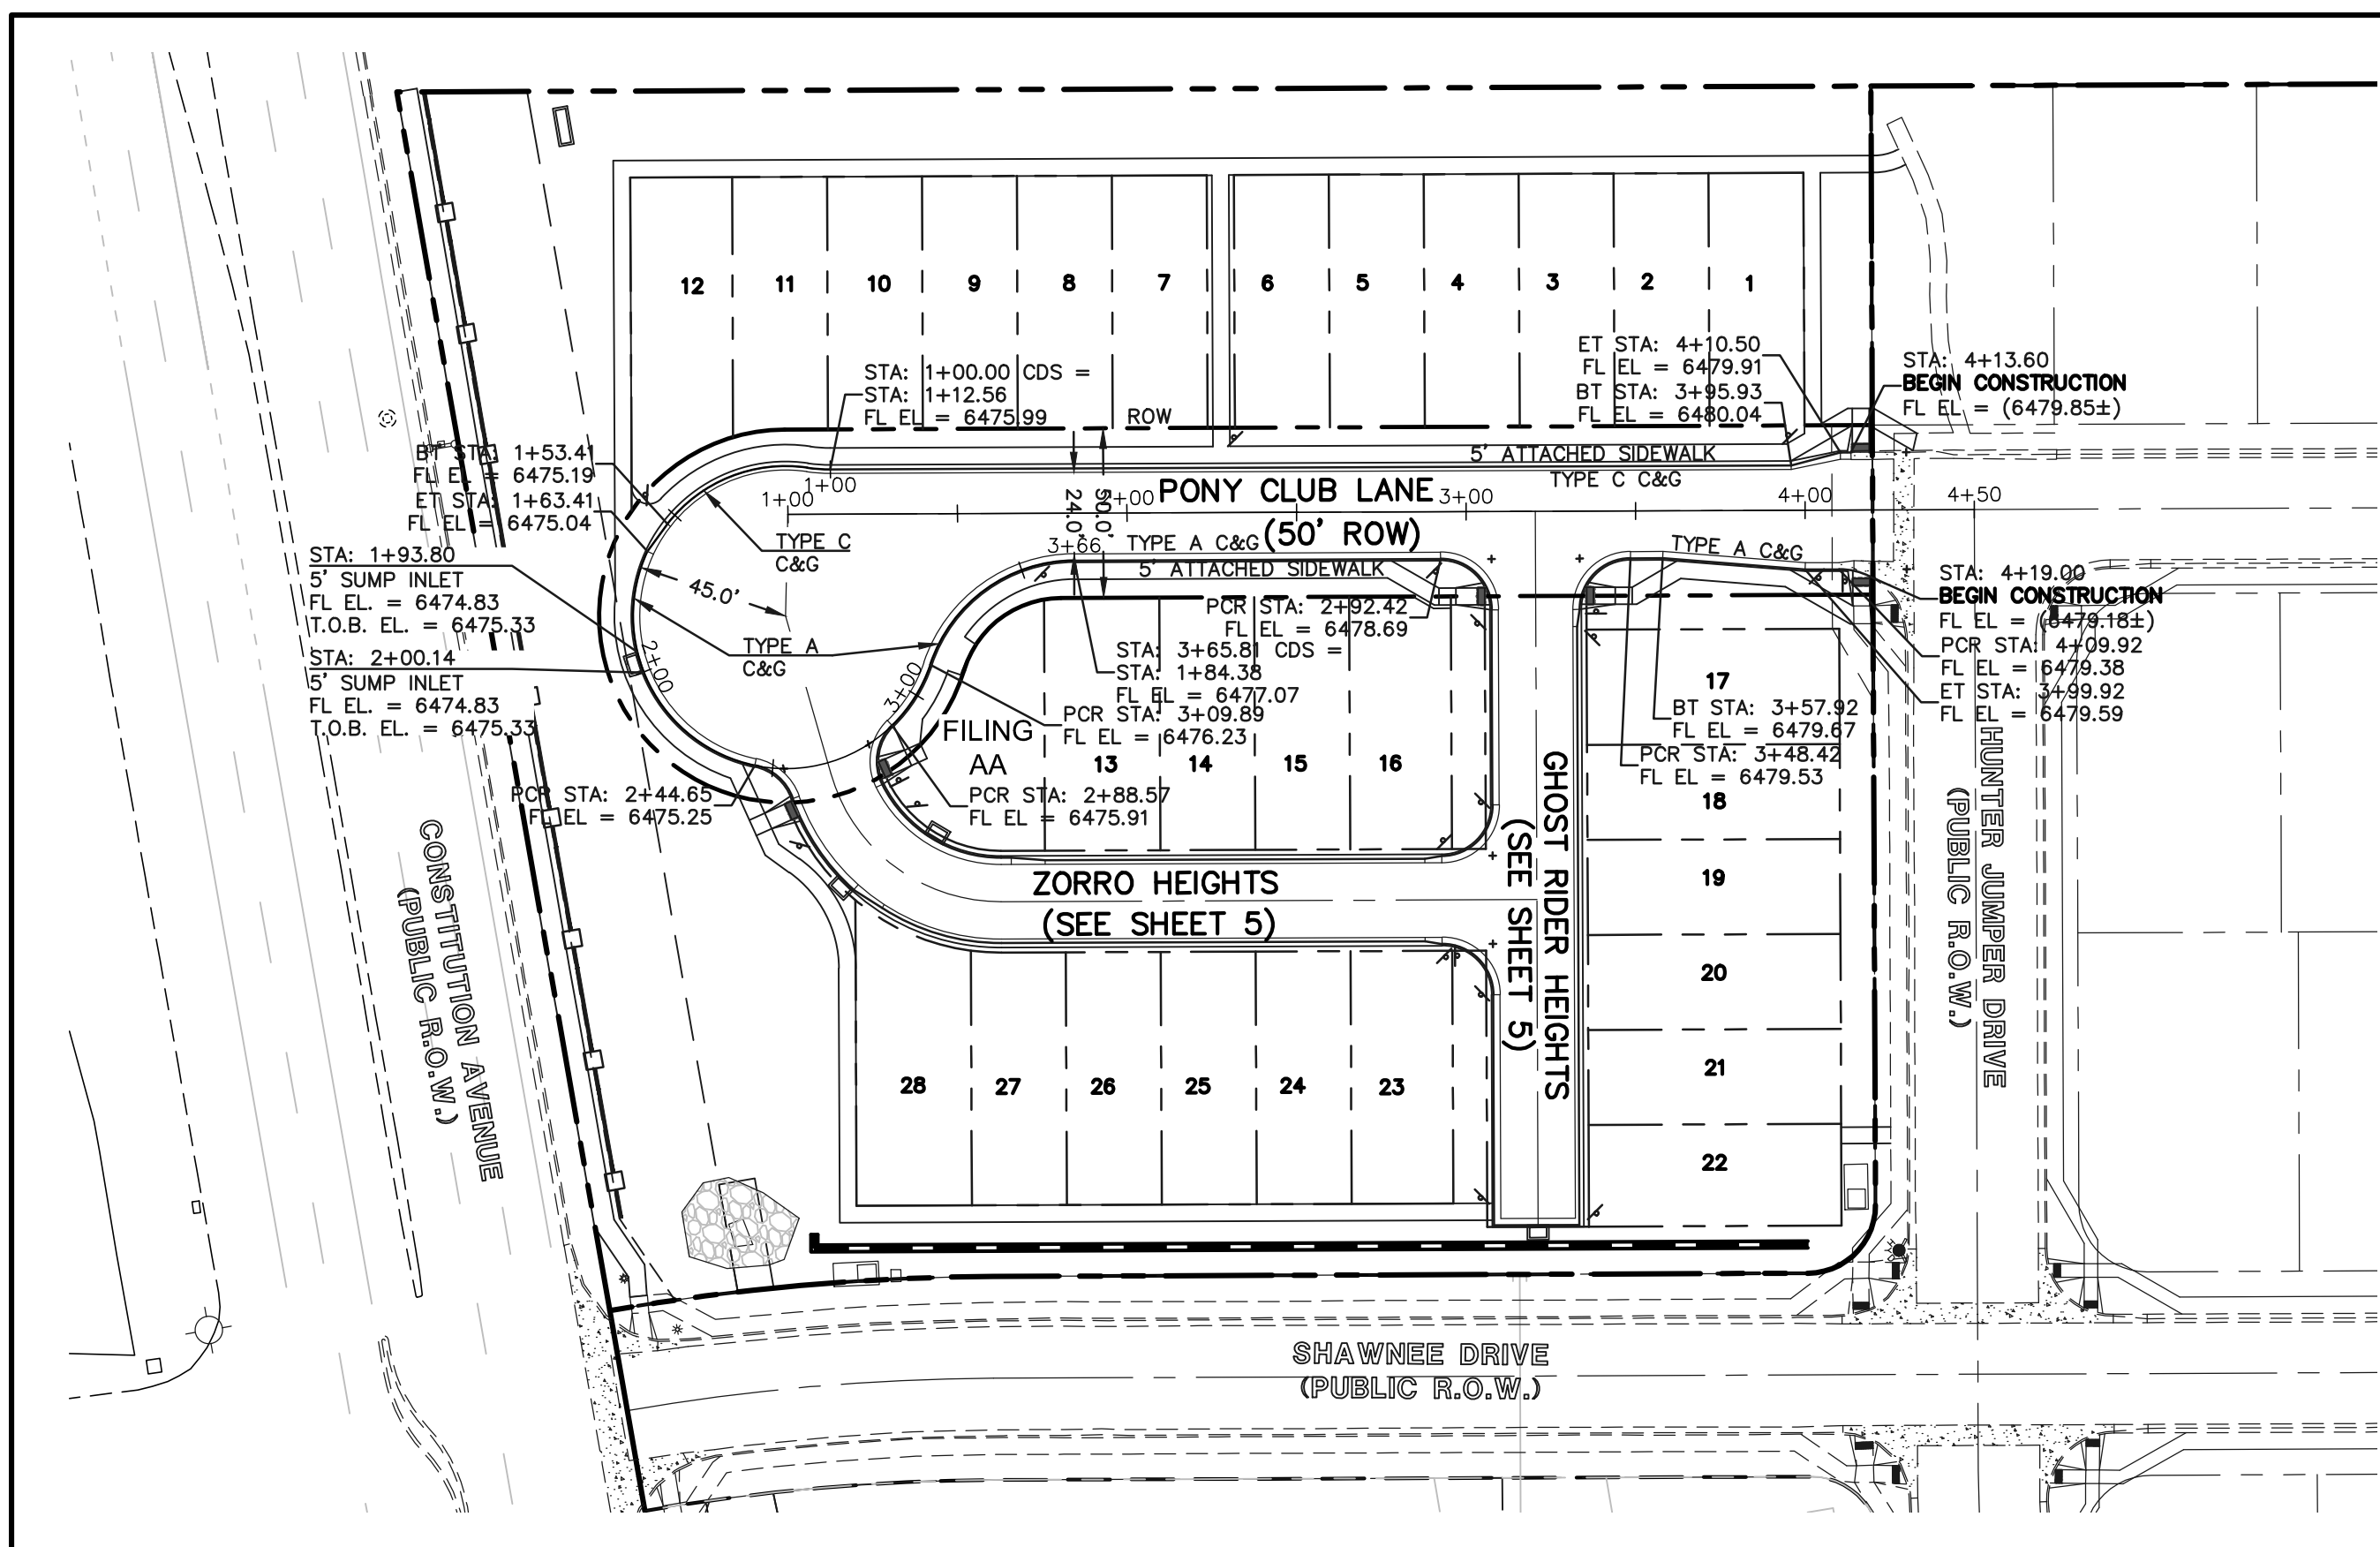 12
11
10
9
8
7
6
5
4
3
2
1
STA: 1+00.00 CDS =
STA: 1+12.56
FL EL = 6475.99
ROW
ET STA: 4+10.50
FL EL = 6479.91
BT STA: 3+95.93
FL EL = 6480.04
STA: 4+13.60
BEGIN CONSTRUCTION
FL EL = (6479.85±)
BT STA: 1+53.41
FL EL = 6475.19
ET STA: 1+63.41
FL EL = 6475.04
5' ATTACHED SIDEWALK
TYPE C C&G
1+00
1+00
2+00
3+00
4+00
4+50
24.0'
50.0'
PONY CLUB LANE
(50' ROW)
TYPE C
C&G
3+66
TYPE A C&G
5' ATTACHED SIDEWALK
TYPE A C&G
STA: 1+93.80
5' SUMP INLET
FL EL. = 6474.83
T.O.B. EL. = 6475.33
STA: 2+00.14
5' SUMP INLET
FL EL. = 6474.83
T.O.B. EL. = 6475.33
45.0'
TYPE A
C&G
2+00
3+00
PCR STA: 2+92.42
FL EL = 6478.69
STA: 3+65.81 CDS =
STA: 1+84.38
FL EL = 6477.07
PCR STA: 3+09.89
FL EL = 6476.23
STA: 4+19.00
BEGIN CONSTRUCTION
FL EL = (6479.18±)
PCR STA: 4+09.92
FL EL = 6479.38
ET STA: 3+99.92
FL EL = 6479.59
17
BT STA: 3+57.92
FL EL = 6479.67
PCR STA: 3+48.42
FL EL = 6479.53
FILING
AA
13
14
15
16
PCR STA: 2+44.65
FL EL = 6475.25
PCR STA: 2+88.57
FL EL = 6475.91
18
19
20
21
22
ZORRO HEIGHTS
(SEE SHEET 5)
GHOST RIDER HEIGHTS
(SEE SHEET 5)
HUNTER JUMPER DRIVE
(PUBLIC R.O.W.)
CONSTITUTION AVENUE
(PUBLIC R.O.W.)
28
27
26
25
24
23
SHAWNEE DRIVE
(PUBLIC R.O.W.)